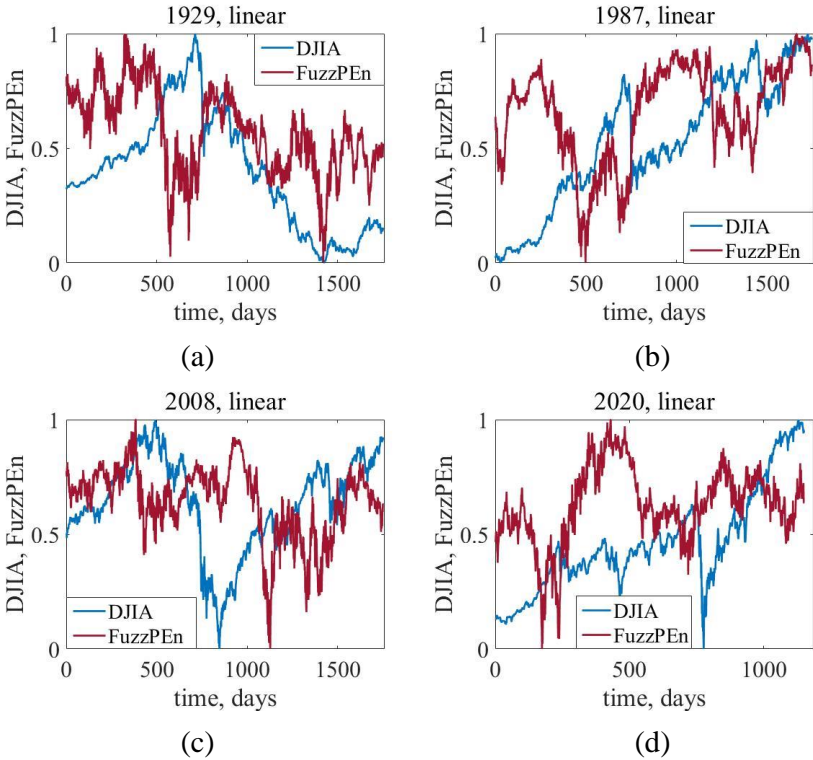 1929, linear
DJIA, FuzzPEn
1
0.5
0
DJIA
FuzzPEn
0 500 1000 1500
time, days
(a)
1987, linear
DJIA, FuzzPEn
1
0.5
0
DJIA
FuzzPEn
0 500 1000 1500
time, days
(b)
2008, linear
DJIA, FuzzPEn
1
0.5
0
DJIA
FuzzPEn
0 500 1000 1500
time, days
(c)
2020, linear
DJIA, FuzzPEn
1
0.5
0
DJIA
FuzzPEn
0 500 1000
time, days
(d)